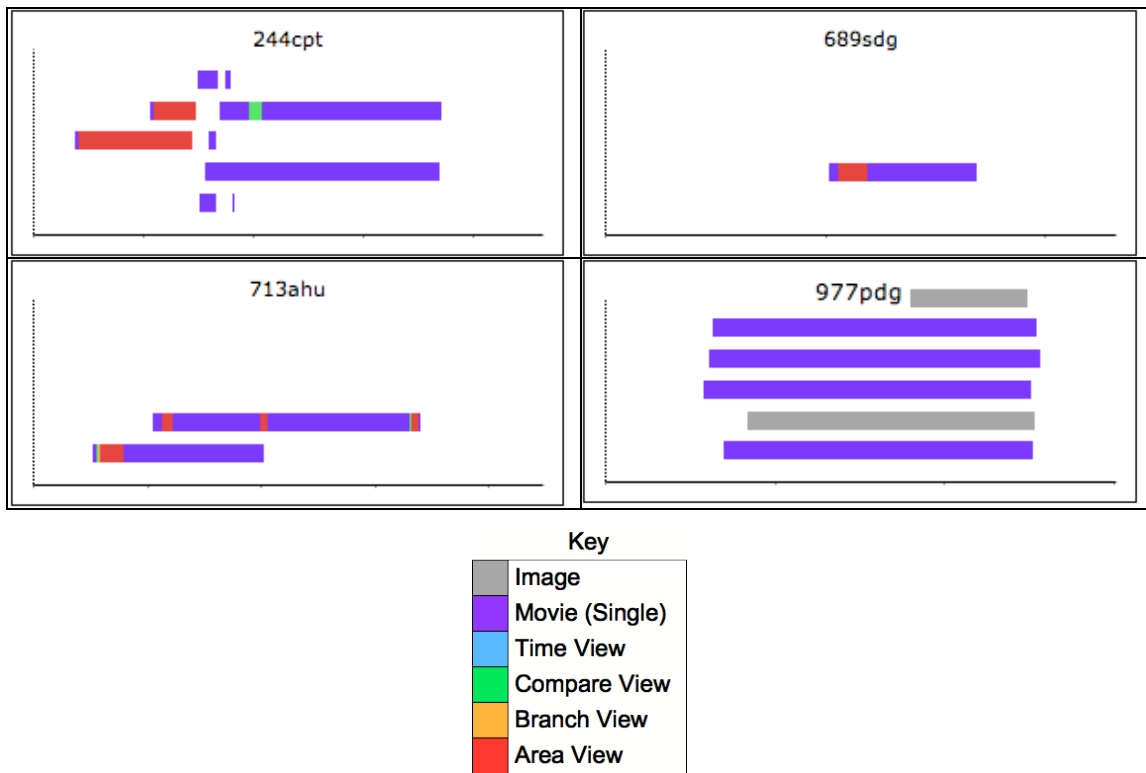 244cpt
689sdg
713ahu
977pdg
Key
Image
Movie (Single)
Time View
Compare View
Branch View
Area View